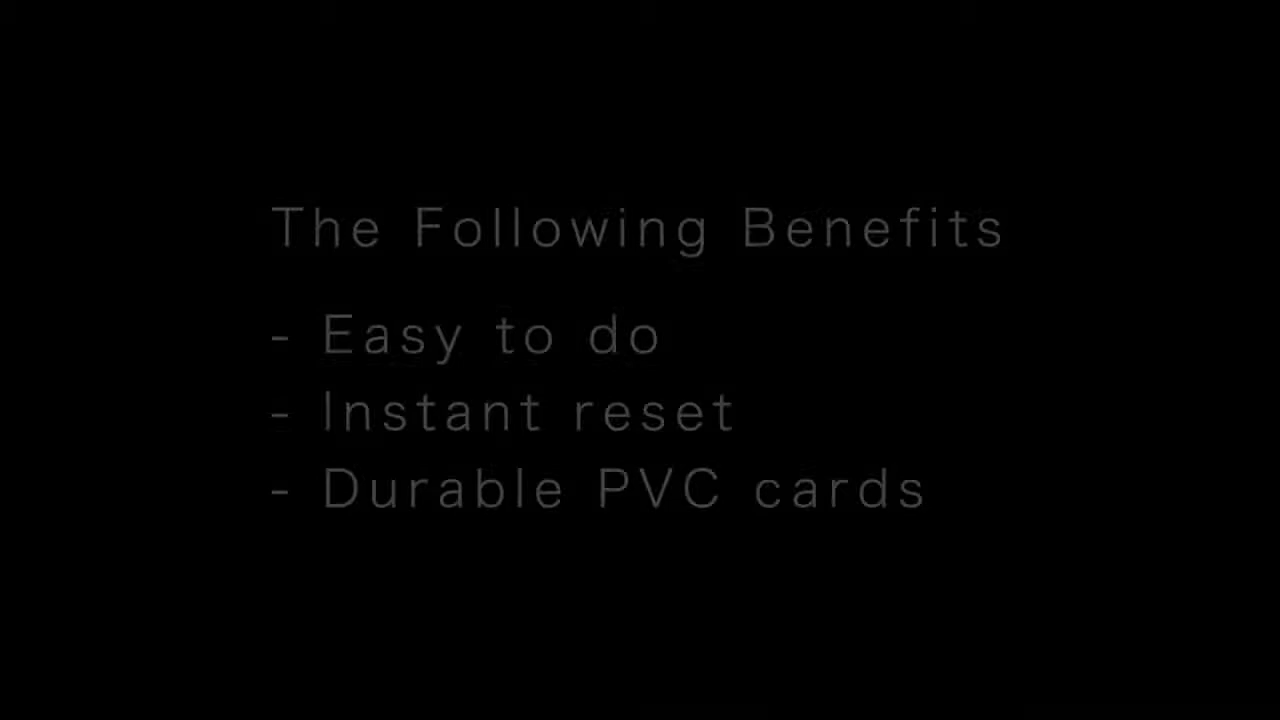 The Following Benefits
- Easy to do
- Instant reset
- Durable PVC cards